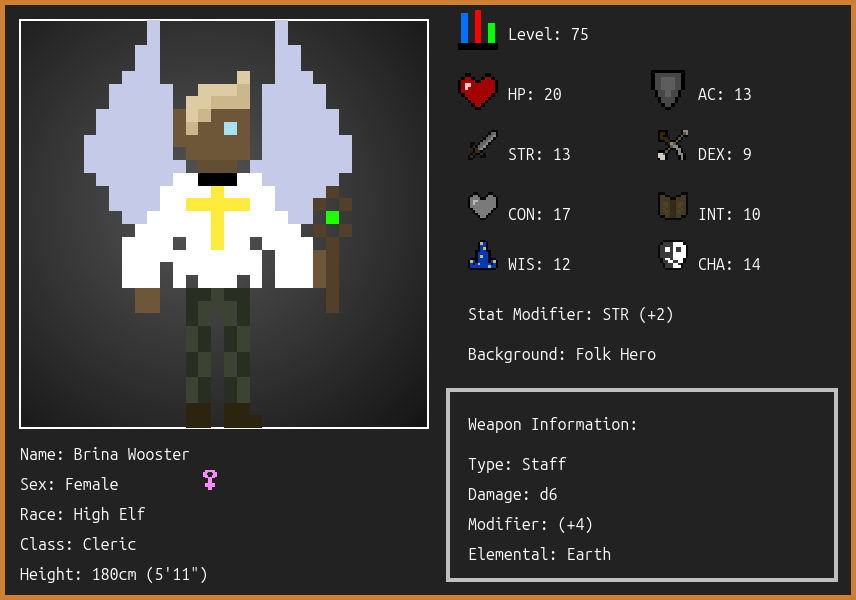 Level: 75
HP: 20 AC: 13
STR: 13 DEX: 9
CON: 17 INT: 10
WIS: 12 CHA: 14
Stat Modifier: STR (+2)
Background: Folk Hero
Weapon Information:
Type: Staff
Damage: d6
Modifier: (+4)
Elemental: Earth
Name: Brina Wooster
Sex: Female
Race: High Elf
Class: Cleric
Height: 180cm (5'11")